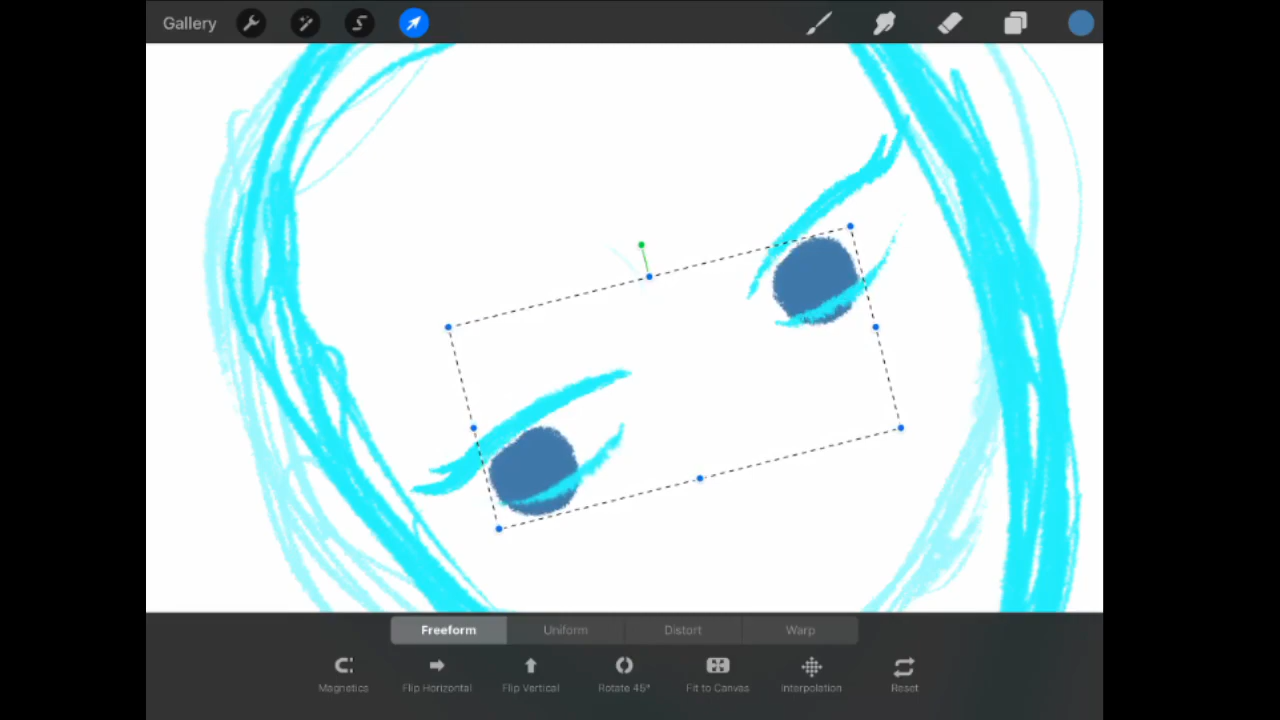 Gallery
Freeform Uniform Distort Warp
Magnetics Flip Horizontal Flip Vertical Rotate 45° Fit to Canvas Interpolation Reset